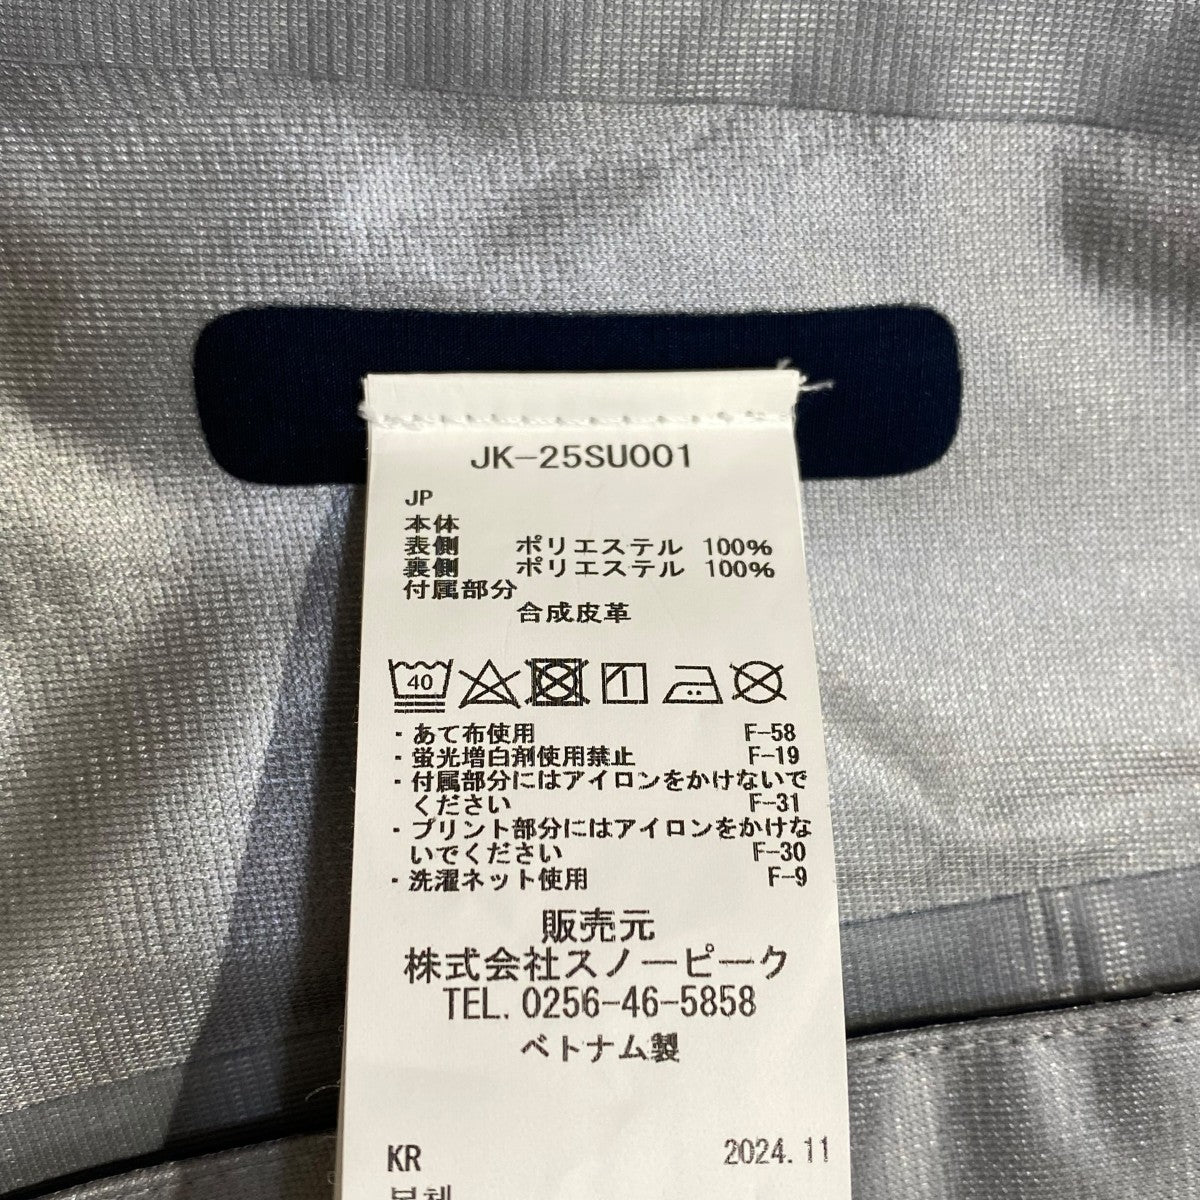 JK-25SU001
JP
本体
表側 ポリエステル 100%
裏側 ポリエステル 100%
付属部分
合成皮革
40
・あて布使用 F-58
・蛍光増白剤使用禁止 F-19
・付属部分にはアイロンをかけないで
ください F-31
・プリント部分にはアイロンをかけな
いでください F-30
・洗濯ネット使用 F-9
販売元
株式会社スノーピーク
TEL. 0256-46-5858
ベトナム製
KR 2024.11